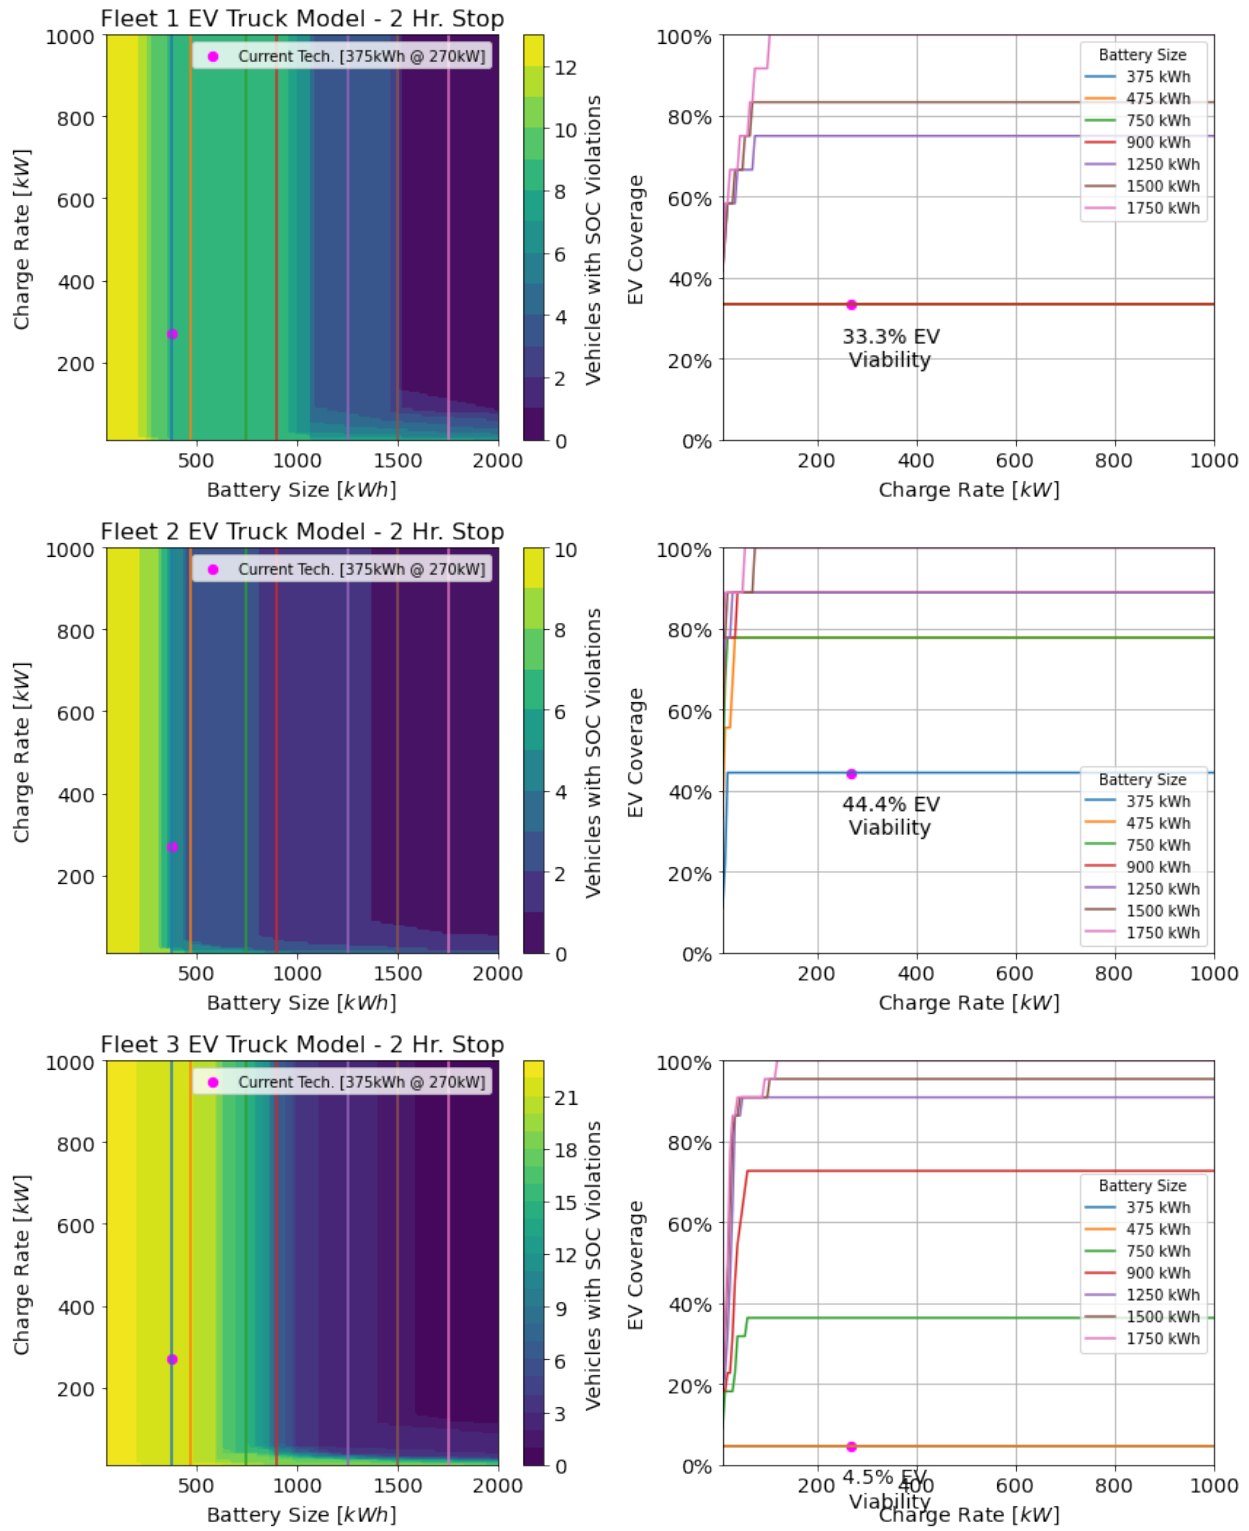 Fleet 1 EV Truck Model - 2 Hr. Stop
Current Tech. [375kWh @ 270kW]
1000
800
600
400
200
Charge Rate [kW]
500 1000 1500 2000
Battery Size [kWh]
12
10
8
6
4
2
0
Vehicles with SOC Violations
100%
80%
60%
40%
20%
0%
EV Coverage
Battery Size
375 kWh
475 kWh
750 kWh
900 kWh
1250 kWh
1500 kWh
1750 kWh
33.3% EV
Viability
200 400 600 800 1000
Charge Rate [kW]
Fleet 2 EV Truck Model - 2 Hr. Stop
Current Tech. [375kWh @ 270kW]
1000
800
600
400
200
Charge Rate [kW]
500 1000 1500 2000
Battery Size [kWh]
10
8
6
4
2
0
Vehicles with SOC Violations
100%
80%
60%
40%
20%
0%
EV Coverage
44.4% EV
Viability
Battery Size
375 kWh
475 kWh
750 kWh
900 kWh
1250 kWh
1500 kWh
1750 kWh
200 400 600 800 1000
Charge Rate [kW]
Fleet 3 EV Truck Model - 2 Hr. Stop
Current Tech. [375kWh @ 270kW]
1000
800
600
400
200
Charge Rate [kW]
500 1000 1500 2000
Battery Size [kWh]
21
18
15
12
9
6
3
0
Vehicles with SOC Violations
100%
80%
60%
40%
20%
0%
EV Coverage
Battery Size
375 kWh
475 kWh
750 kWh
900 kWh
1250 kWh
1500 kWh
1750 kWh
4.5% EV
Viability
200 400 600 800 1000
Charge Rate [kW]